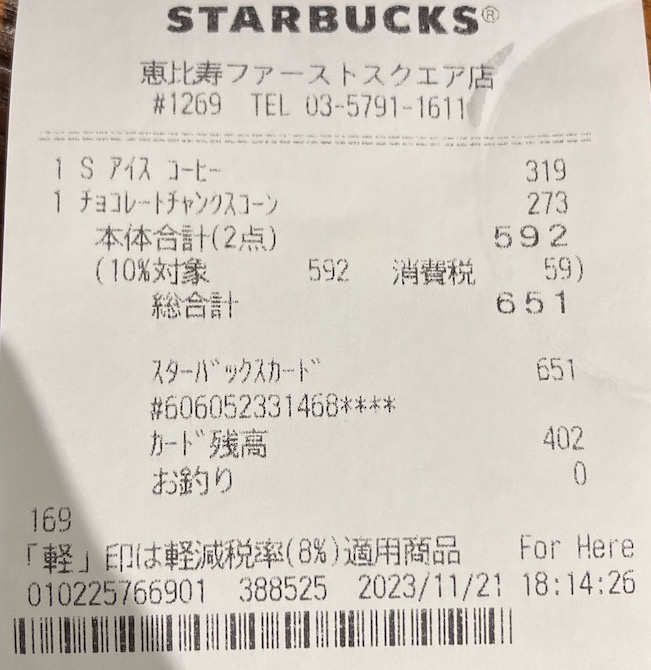 STARBUCKS®
恵比寿ファーストスクエア店
#1269 TEL 03-5791-1611
1 S ｱｲｽ ｺｰﾋｰ 319
1 ﾁｮｺﾚｰﾄﾁｬﾝｸｽｺｰﾝ 273
本体合計(2点) 592
(10%対象 592 消費税 59)
総合計 651
ｽﾀｰﾊﾞｯｸｽｶｰﾄﾞ 651
#606052331468****
ｶｰﾄﾞ残高 402
お釣り 0
169
「軽」印は軽減税率(8%)適用商品 For Here
010225766901 388525 2023/11/21 18:14:26